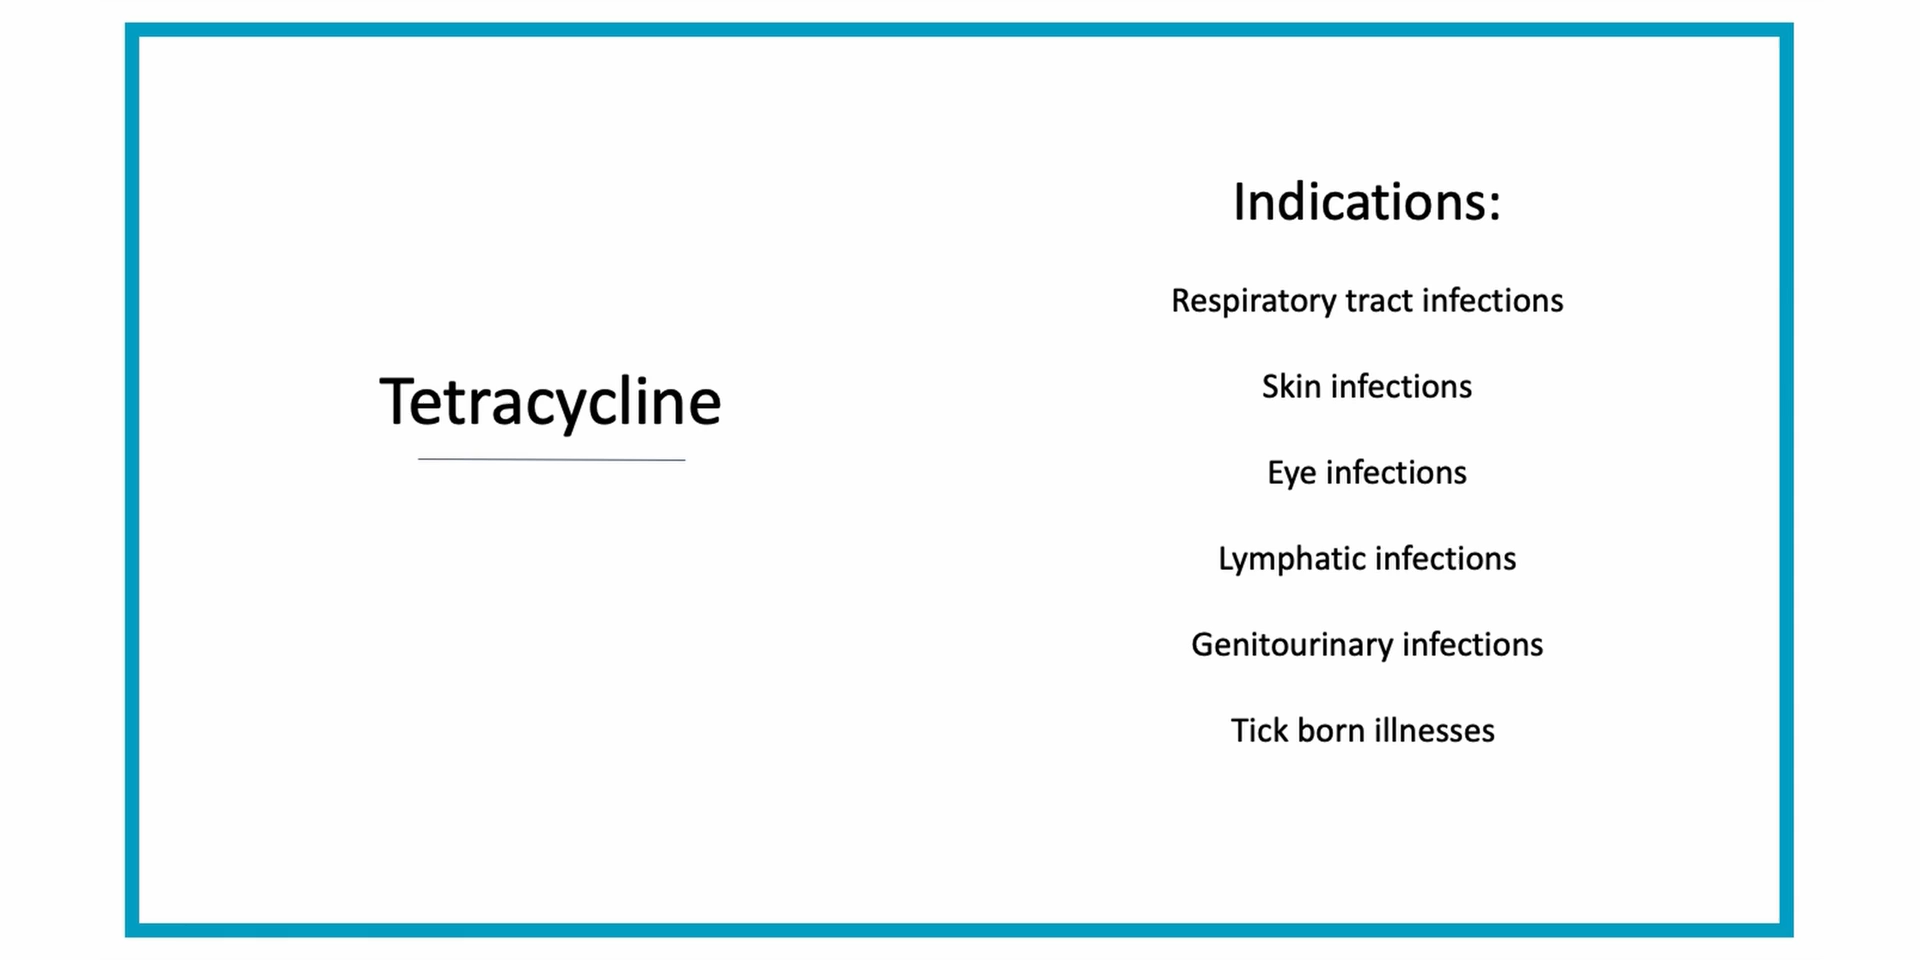 Tetracycline
Indications:
Respiratory tract infections
Skin infections
Eye infections
Lymphatic infections
Genitourinary infections
Tick born illnesses